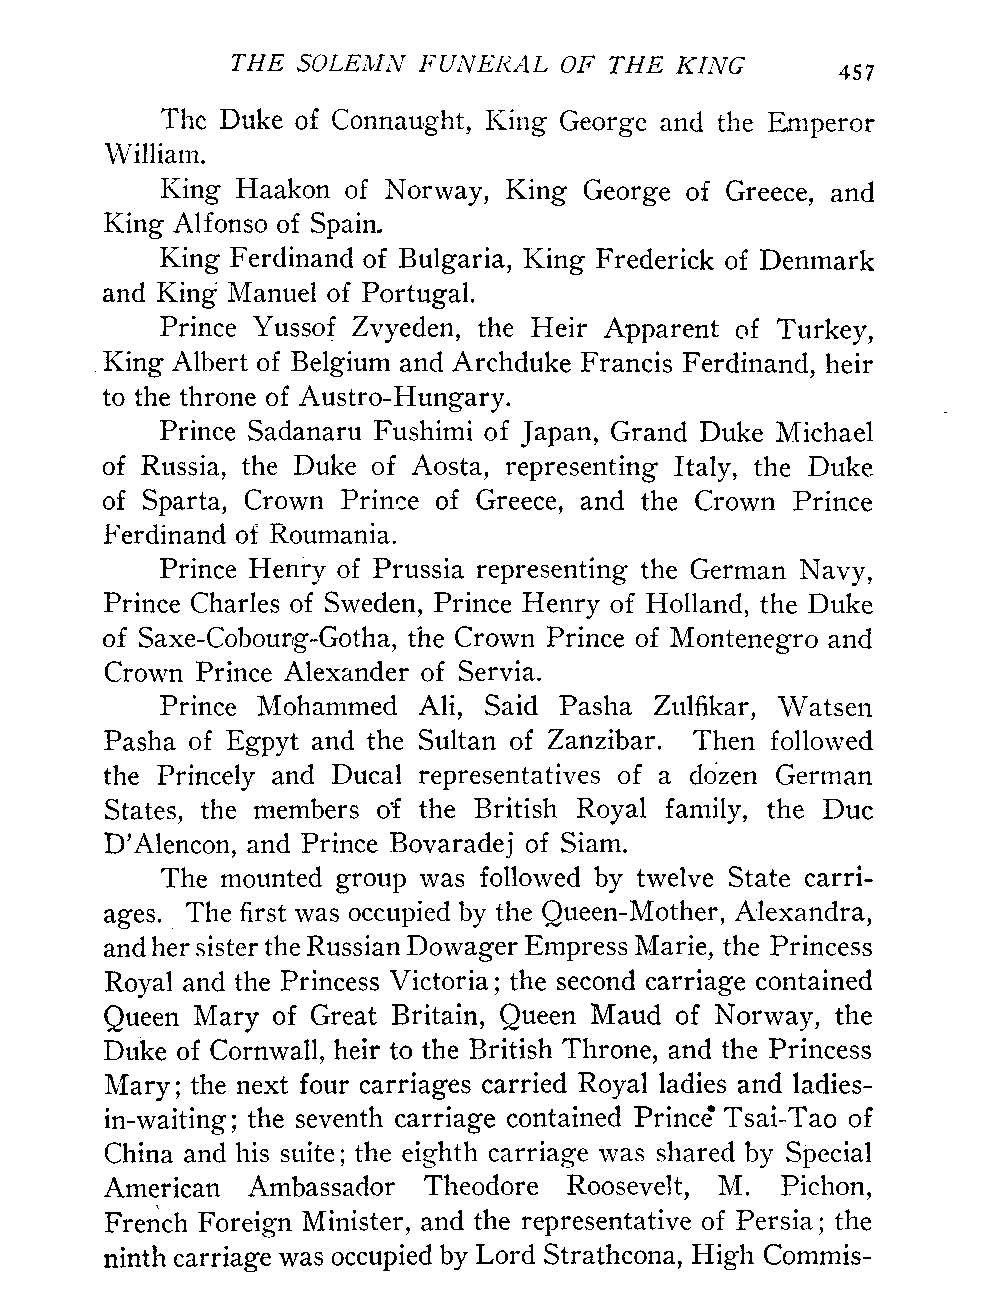 THE SOLEMN FUNERAL OF THE KING 457
The Duke of Connaught, King George and the Emperor
William.
King Haakon of Norway, King George of Greece, and
King Alfonso of Spain.
King Ferdinand of Bulgaria, King Frederick of Denmark
and King Manuel of Portugal.
Prince Yussof Zvyeden, the Heir Apparent of Turkey,
King Albert of Belgium and Archduke Francis Ferdinand, heir
to the throne of Austro-Hungary.
Prince Sadanaru Fushimi of Japan, Grand Duke Michael
of Russia, the Duke of Aosta, representing Italy, the Duke
of Sparta, Crown Prince of Greece, and the Crown Prince
Ferdinand of Roumania.
Prince Henry of Prussia representing the German Navy,
Prince Charles of Sweden, Prince Henry of Holland, the Duke
of Saxe-Cobourg-Gotha, the Crown Prince of Montenegro and
Crown Prince Alexander of Servia.
Prince Mohammed Ali, Said Pasha Zulfikar, Watsen
Pasha of Egpyt and the Sultan of Zanzibar. Then followed
the Princely and Ducal representatives of a dozen German
States, the members of the British Royal family, the Duc
D'Alencon, and Prince Bovaradej of Siam.
The mounted group was followed by twelve State carri-
ages. The first was occupied by the Queen-Mother, Alexandra,
and her sister the Russian Dowager Empress Marie, the Princess
Royal and the Princess Victoria; the second carriage contained
Queen Mary of Great Britain, Queen Maud of Norway, the
Duke of Cornwall, heir to the British Throne, and the Princess
Mary; the next four carriages carried Royal ladies and ladies-
in-waiting; the seventh carriage contained Prince Tsai-Tao of
China and his suite; the eighth carriage was shared by Special
American Ambassador Theodore Roosevelt, M. Pichon,
French Foreign Minister, and the representative of Persia; the
ninth carriage was occupied by Lord Strathcona, High Commis-